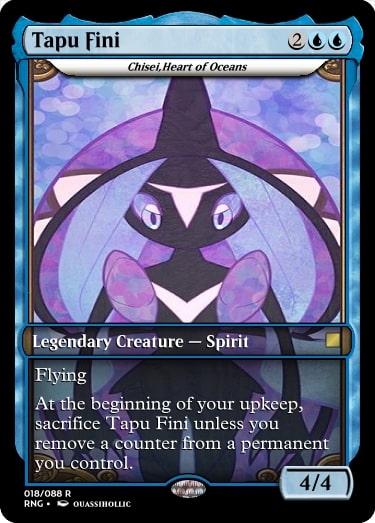 Tapu Fini 2
Chisei,Heart of Oceans
Legendary Creature — Spirit
Flying
At the beginning of your upkeep,
sacrifice Tapu Fini unless you
remove a counter from a permanent
you control.
4/4
018/088 R
RNG • OUASSIHOLLIC